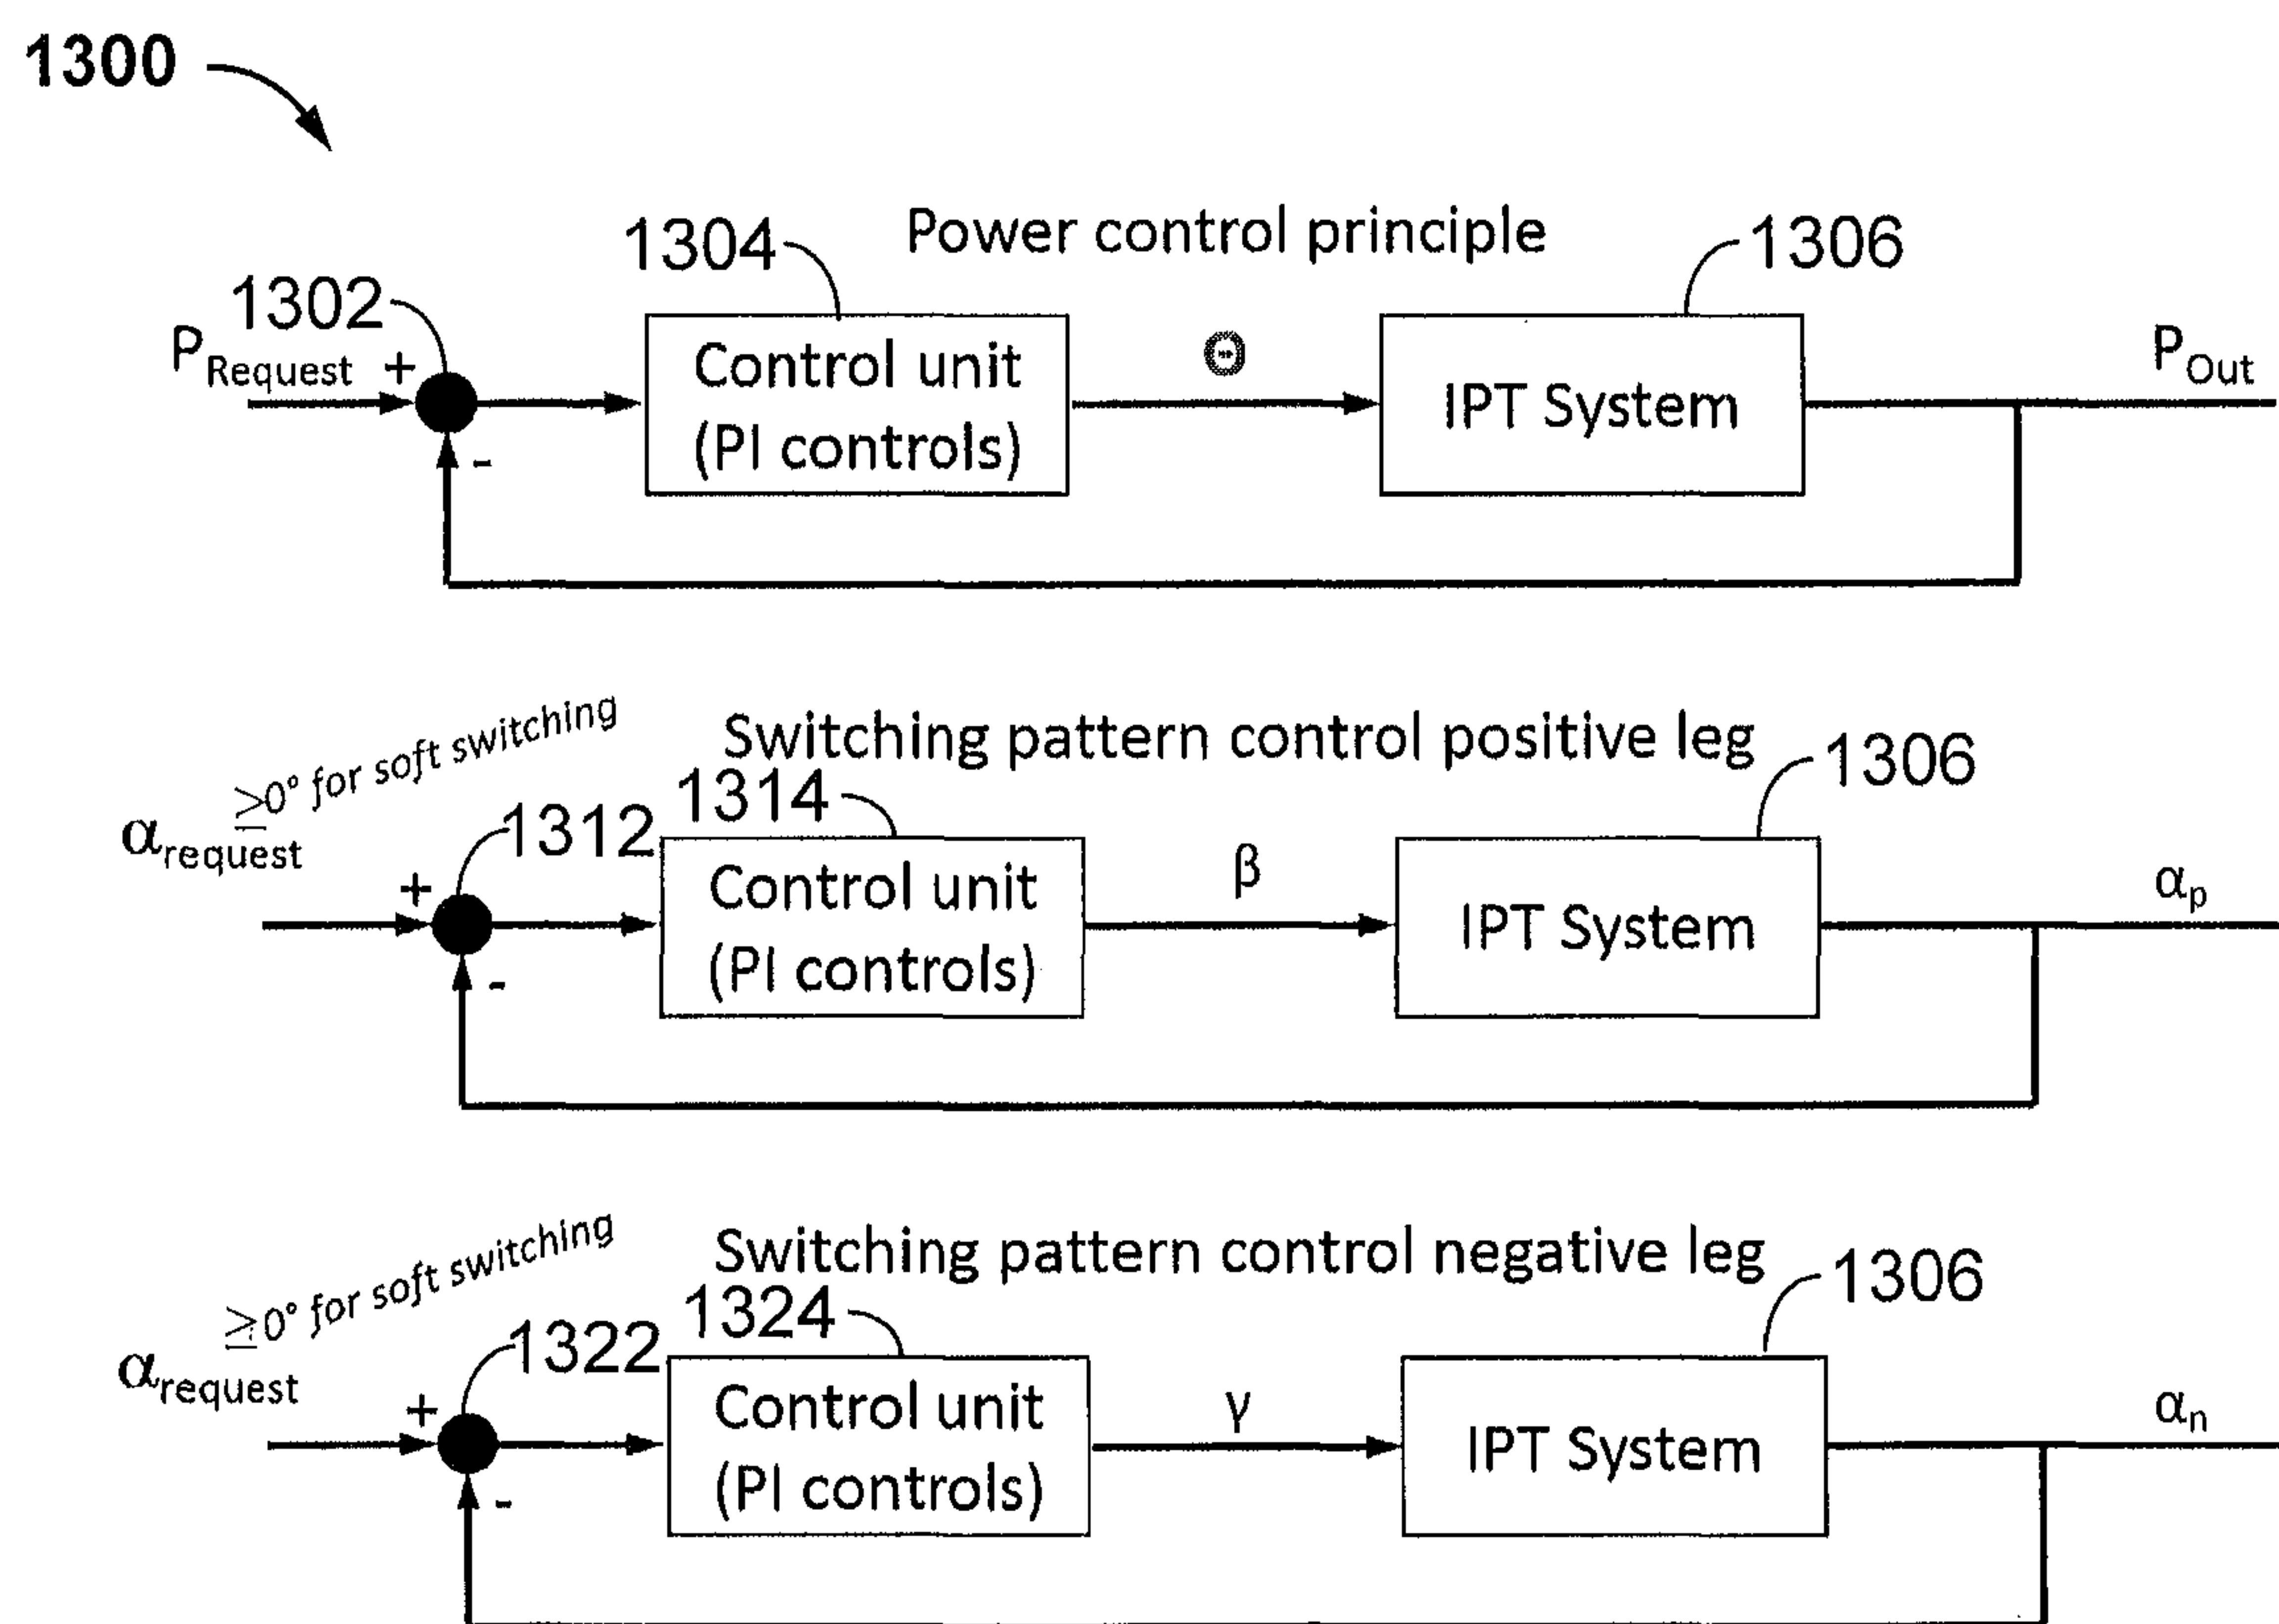 1300
Power control principle
1304
1306
1302
P_Request
+
-
Control unit
(PI controls)
Θ
IPT System
P_Out
≥0° for soft switching
Switching pattern control positive leg
1306
1314
1312
α_request
+
-
Control unit
(PI controls)
β
IPT System
α_p
≥0° for soft switching
Switching pattern control negative leg
1306
1324
1322
α_request
+
-
Control unit
(PI controls)
γ
IPT System
α_n